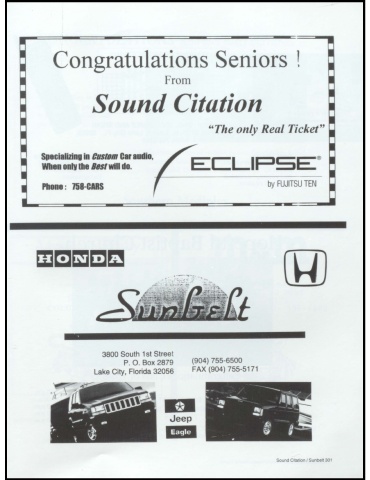 Congratulations Seniors !
From
Sound Citation
"The only Real Ticket"
Specializing in Custom Car audio,
When only the Best will do.
Phone : 758-CARS
ECLIPSE®
by FUJITSU TEN
HONDA
Sunbelt
3800 South 1st Street
P. O. Box 2879
Lake City, Florida 32056
(904) 755-6500
FAX (904) 755-5171
Jeep
Eagle
Sound Citation / Sunbelt 201